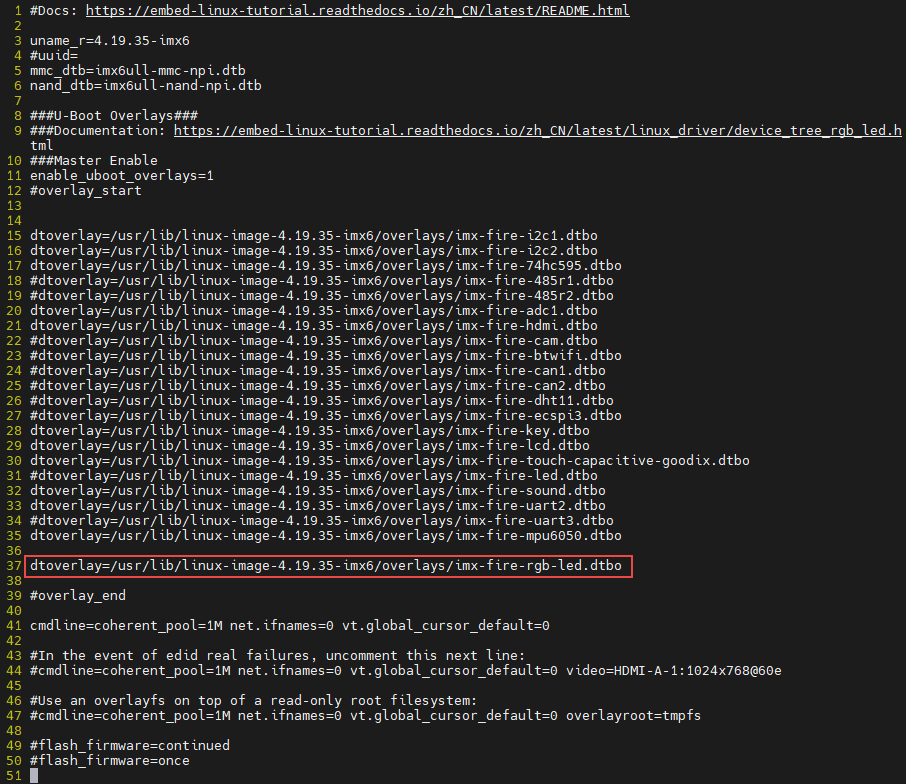 1 #Docs: https://embed-linux-tutorial.readthedocs.io/zh_CN/latest/README.html
2
3 uname_r=4.19.35-imx6
4 #uuid=
5 mmc_dtb=imx6ull-mmc-npi.dtb
6 nand_dtb=imx6ull-nand-npi.dtb
7
8 ###U-Boot Overlays###
9 ###Documentation: https://embed-linux-tutorial.readthedocs.io/zh_CN/latest/linux_driver/device_tree_rgb_led.h
tml
10 ###Master Enable
11 enable_uboot_overlays=1
12 #overlay_start
13
14
15 dtoverlay=/usr/lib/linux-image-4.19.35-imx6/overlays/imx-fire-i2c1.dtbo
16 dtoverlay=/usr/lib/linux-image-4.19.35-imx6/overlays/imx-fire-i2c2.dtbo
17 dtoverlay=/usr/lib/linux-image-4.19.35-imx6/overlays/imx-fire-74hc595.dtbo
18 #dtoverlay=/usr/lib/linux-image-4.19.35-imx6/overlays/imx-fire-485r1.dtbo
19 #dtoverlay=/usr/lib/linux-image-4.19.35-imx6/overlays/imx-fire-485r2.dtbo
20 dtoverlay=/usr/lib/linux-image-4.19.35-imx6/overlays/imx-fire-adc1.dtbo
21 dtoverlay=/usr/lib/linux-image-4.19.35-imx6/overlays/imx-fire-hdmi.dtbo
22 #dtoverlay=/usr/lib/linux-image-4.19.35-imx6/overlays/imx-fire-cam.dtbo
23 #dtoverlay=/usr/lib/linux-image-4.19.35-imx6/overlays/imx-fire-btwifi.dtbo
24 #dtoverlay=/usr/lib/linux-image-4.19.35-imx6/overlays/imx-fire-can1.dtbo
25 #dtoverlay=/usr/lib/linux-image-4.19.35-imx6/overlays/imx-fire-can2.dtbo
26 #dtoverlay=/usr/lib/linux-image-4.19.35-imx6/overlays/imx-fire-dht11.dtbo
27 #dtoverlay=/usr/lib/linux-image-4.19.35-imx6/overlays/imx-fire-ecspi3.dtbo
28 dtoverlay=/usr/lib/linux-image-4.19.35-imx6/overlays/imx-fire-key.dtbo
29 dtoverlay=/usr/lib/linux-image-4.19.35-imx6/overlays/imx-fire-lcd.dtbo
30 dtoverlay=/usr/lib/linux-image-4.19.35-imx6/overlays/imx-fire-touch-capacitive-goodix.dtbo
31 #dtoverlay=/usr/lib/linux-image-4.19.35-imx6/overlays/imx-fire-led.dtbo
32 dtoverlay=/usr/lib/linux-image-4.19.35-imx6/overlays/imx-fire-sound.dtbo
33 dtoverlay=/usr/lib/linux-image-4.19.35-imx6/overlays/imx-fire-uart2.dtbo
34 #dtoverlay=/usr/lib/linux-image-4.19.35-imx6/overlays/imx-fire-uart3.dtbo
35 dtoverlay=/usr/lib/linux-image-4.19.35-imx6/overlays/imx-fire-mpu6050.dtbo
36
37 dtoverlay=/usr/lib/linux-image-4.19.35-imx6/overlays/imx-fire-rgb-led.dtbo
38
39 #overlay_end
40
41 cmdline=coherent_pool=1M net.ifnames=0 vt.global_cursor_default=0
42
43 #In the event of edid real failures, uncomment this next line:
44 #cmdline=coherent_pool=1M net.ifnames=0 vt.global_cursor_default=0 video=HDMI-A-1:1024x768@60e
45
46 #Use an overlayfs on top of a read-only root filesystem:
47 #cmdline=coherent_pool=1M net.ifnames=0 vt.global_cursor_default=0 overlayroot=tmpfs
48
49 #flash_firmware=continued
50 #flash_firmware=once
51